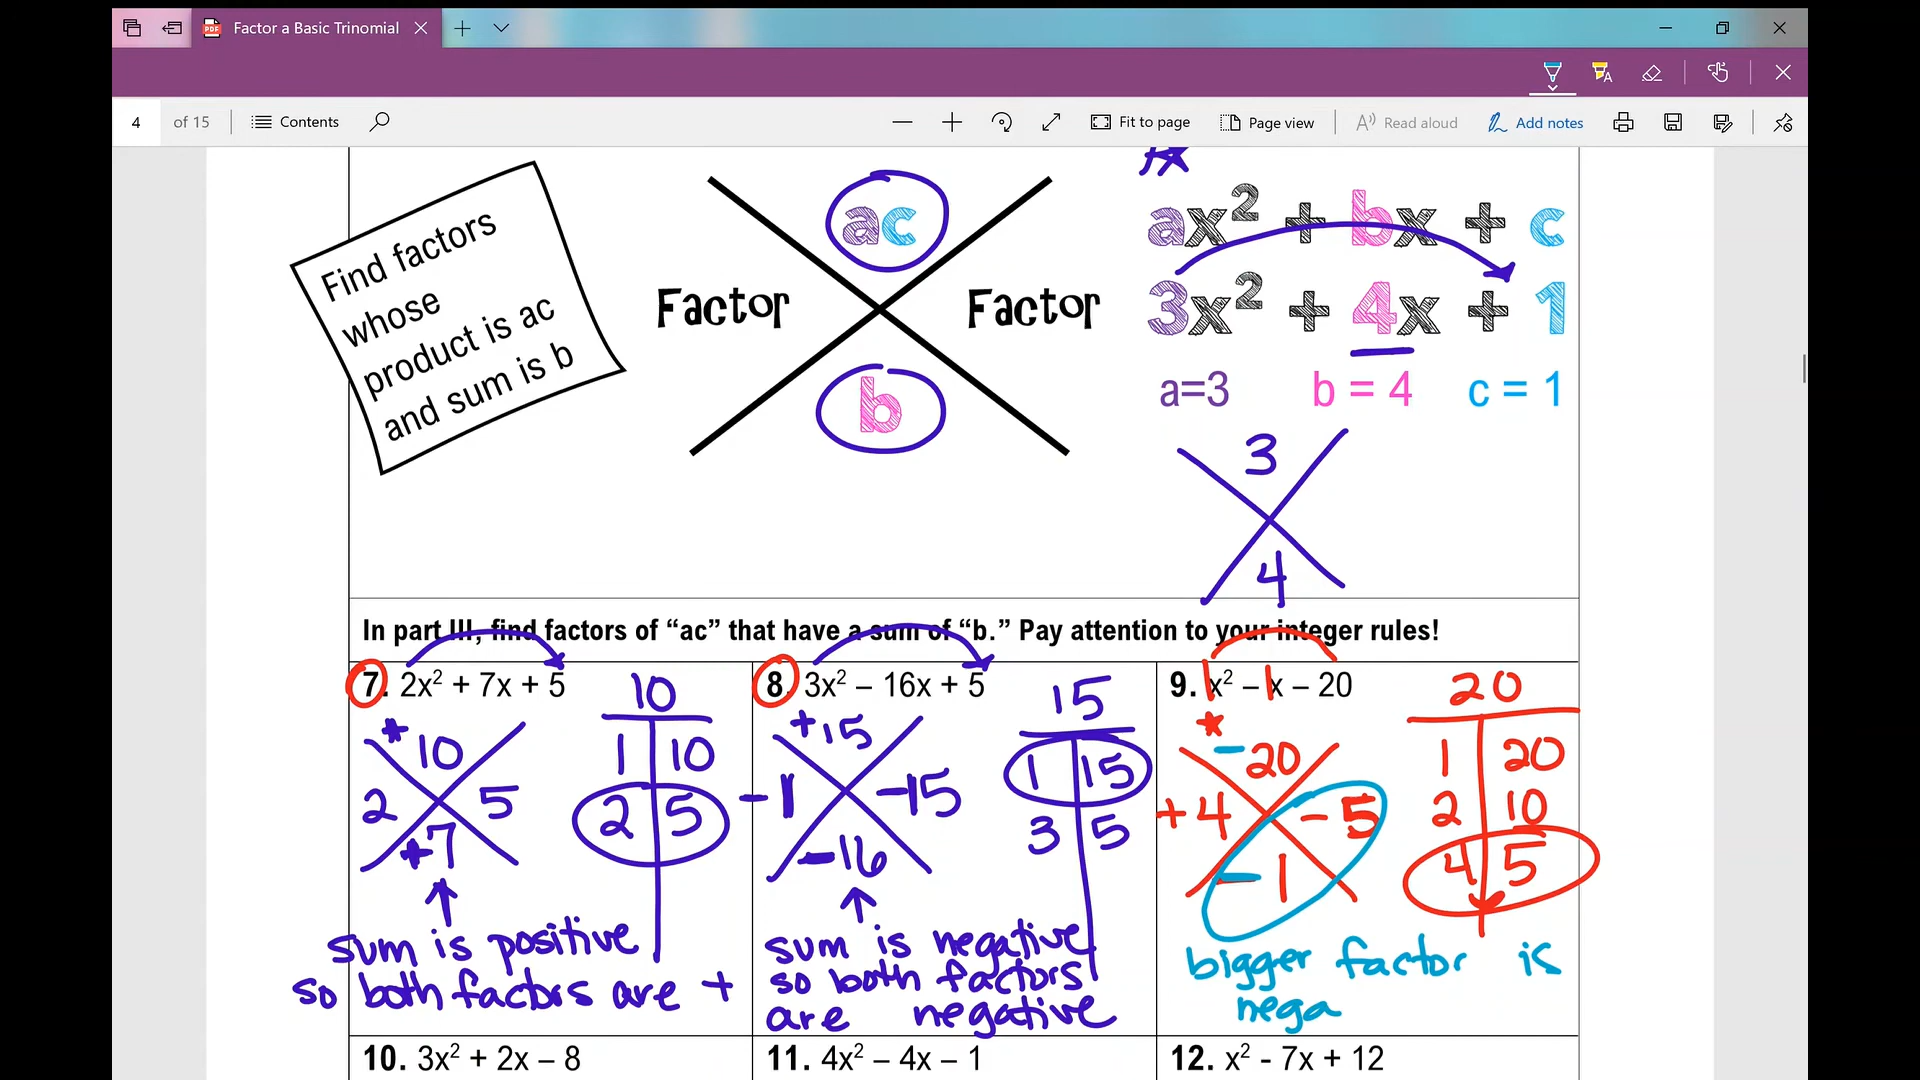 Factor a Basic Trinomial
4 of 15 Contents Fit to page Page view Read aloud Add notes
Find factors
whose
product is ac
and sum is b
ac
Factor Factor
b
ax² + bx + c
3x² + 4x + 1
a=3 b = 4 c = 1
3
4
In part III, find factors of “ac” that have a sum of “b.” Pay attention to your integer rules!
7. 2x² + 7x + 5
10
10
1 10
2 5
2 5
+7
sum is positive
so both factors are +
8. 3x² – 16x + 5
15
+15
1 15
-1 -15
3 5
-16
sum is negative
so both factors
are negative
9. 1x² – 1x – 20
20
-20
1 20
+4 -5
2 10
-1
4 5
bigger factor is
nega
10. 3x² + 2x – 8
11. 4x² – 4x – 1
12. x² - 7x + 12